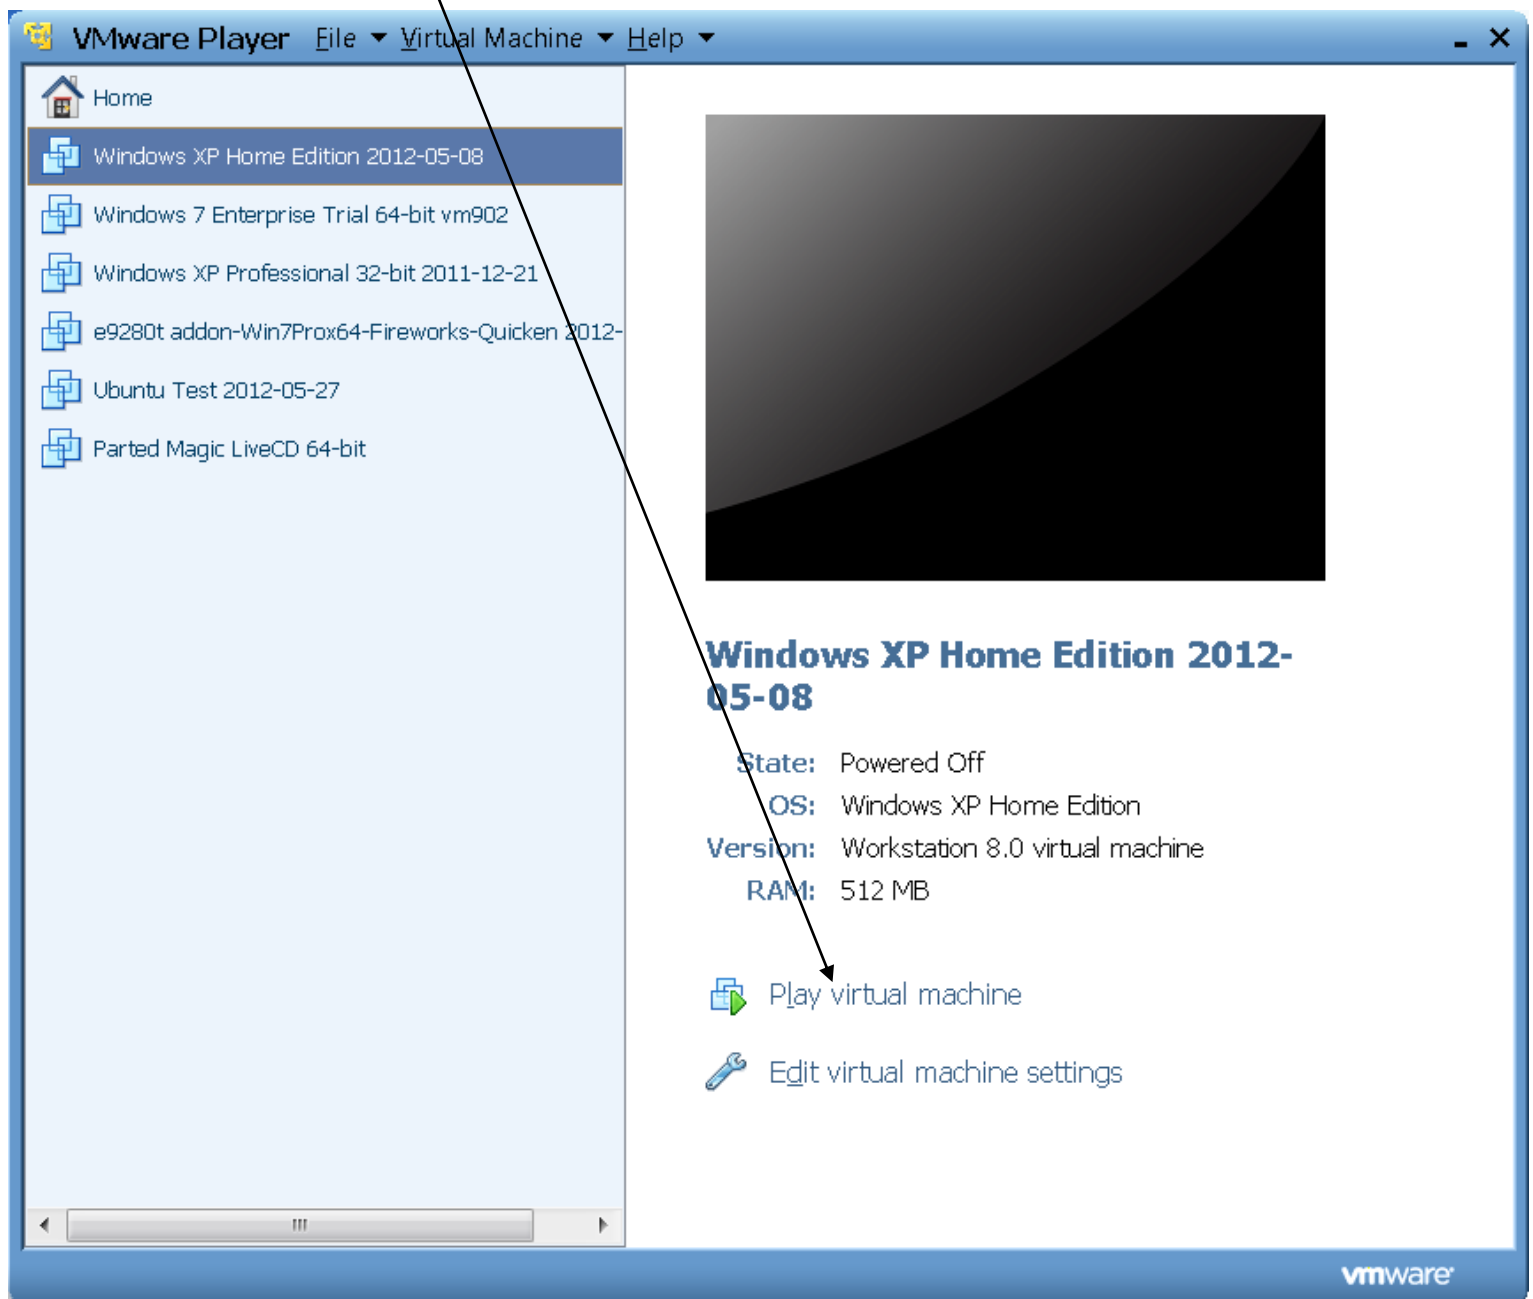 VMware Player File Virtual Machine Help
Home
Windows XP Home Edition 2012-05-08
Windows 7 Enterprise Trial 64-bit vm902
Windows XP Professional 32-bit 2011-12-21
e9280t addon-Win7Prox64-Fireworks-Quicken 2012-
Ubuntu Test 2012-05-27
Parted Magic LiveCD 64-bit
Windows XP Home Edition 2012-
05-08
State: Powered Off
OS: Windows XP Home Edition
Version: Workstation 8.0 virtual machine
RAM: 512 MB
Play virtual machine
Edit virtual machine settings
vmware